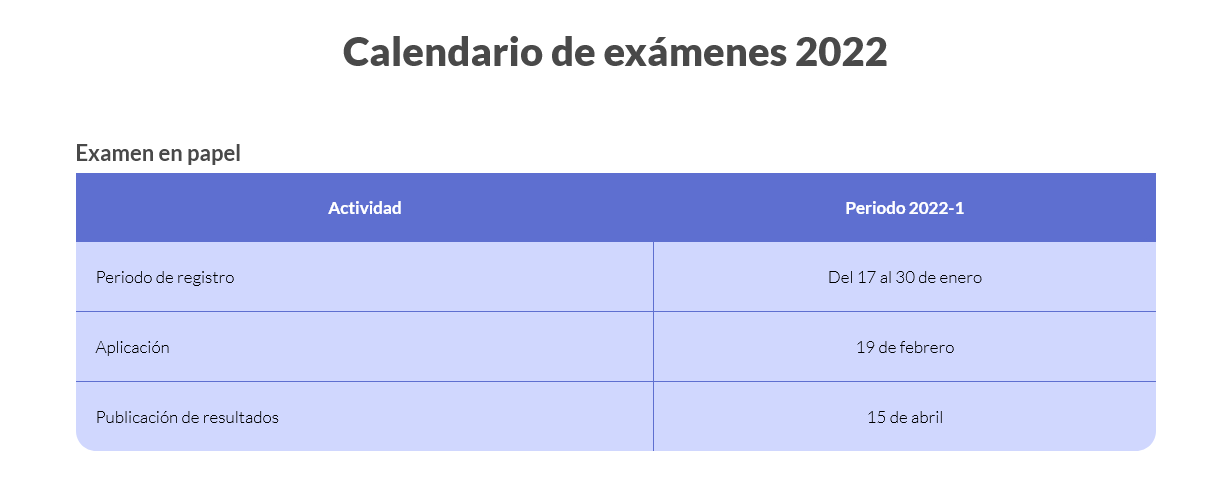 Calendario de exámenes 2022
Examen en papel
Actividad
Periodo 2022-1
Periodo de registro
Del 17 al 30 de enero
Aplicación
19 de febrero
Publicación de resultados
15 de abril